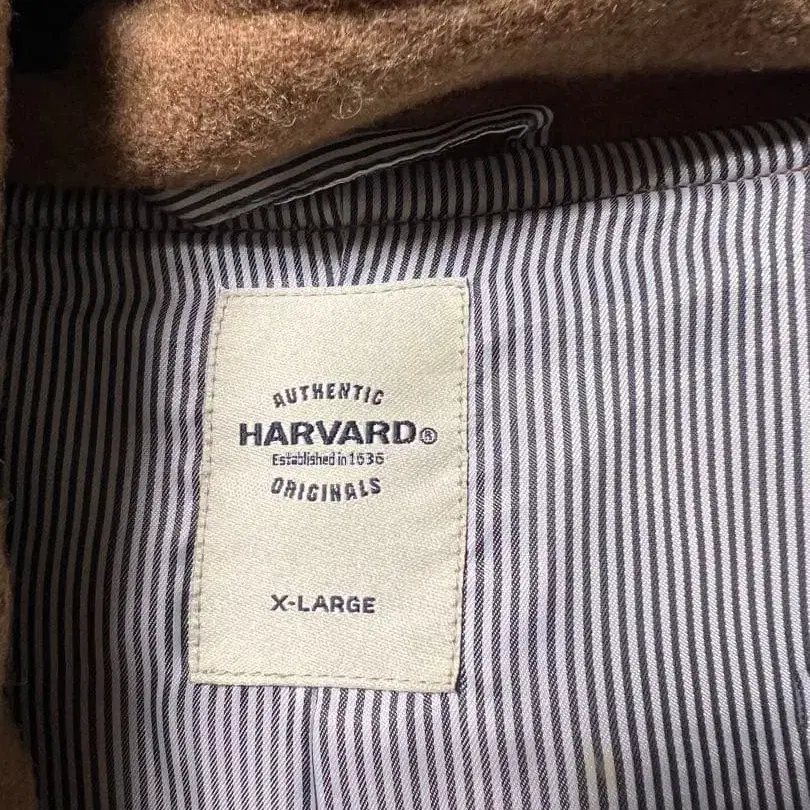 AUTHENTIC
HARVARD®
Established in 1636
ORIGINALS
X-LARGE